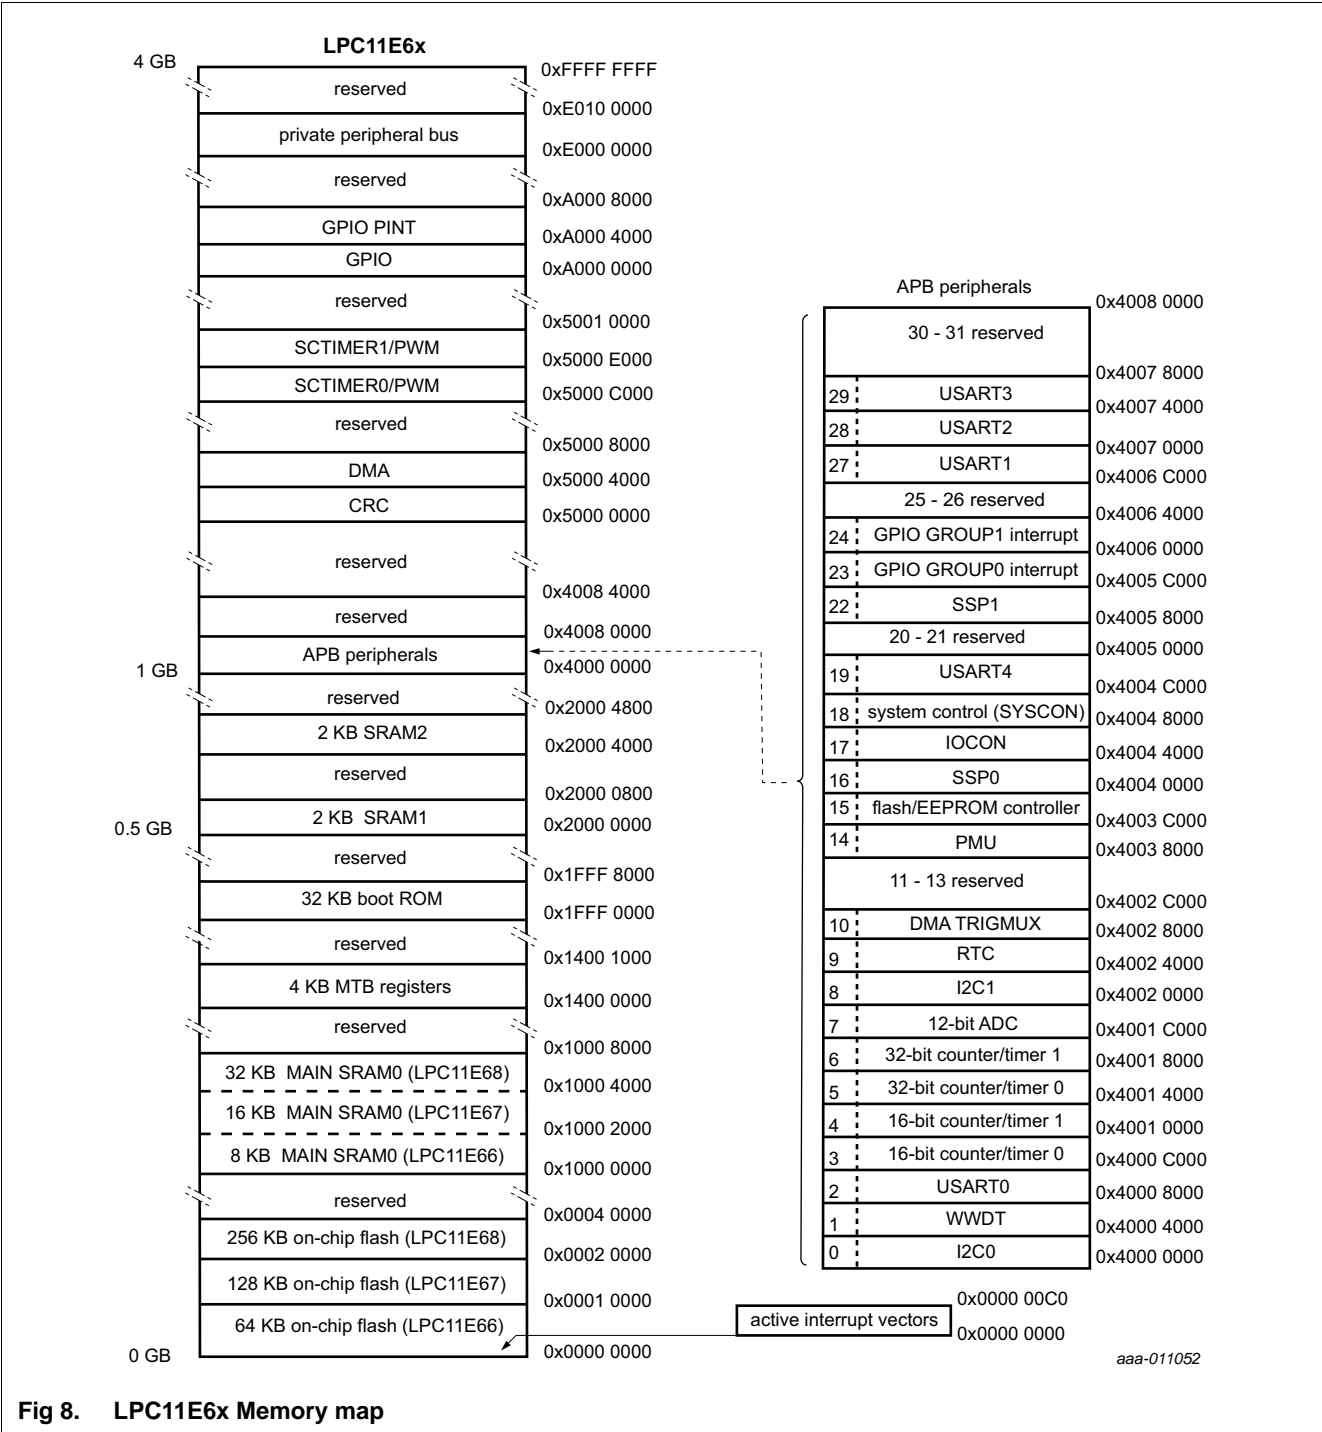 LPC11E6x
4 GB
0xFFFF FFFF
reserved
0xE010 0000
private peripheral bus
0xE000 0000
reserved
0xA000 8000
GPIO PINT
0xA000 4000
GPIO
0xA000 0000
reserved
0x5001 0000
SCTIMER1/PWM
0x5000 E000
SCTIMER0/PWM
0x5000 C000
reserved
0x5000 8000
DMA
0x5000 4000
CRC
0x5000 0000
reserved
0x4008 4000
reserved
0x4008 0000
APB peripherals
1 GB
0x4000 0000
reserved
0x2000 4800
2 KB SRAM2
0x2000 4000
reserved
0x2000 0800
2 KB SRAM1
0.5 GB
0x2000 0000
reserved
0x1FFF 8000
32 KB boot ROM
0x1FFF 0000
reserved
0x1400 1000
4 KB MTB registers
0x1400 0000
reserved
0x1000 8000
32 KB MAIN SRAM0 (LPC11E68)
0x1000 4000
16 KB MAIN SRAM0 (LPC11E67)
0x1000 2000
8 KB MAIN SRAM0 (LPC11E66)
0x1000 0000
reserved
0x0004 0000
256 KB on-chip flash (LPC11E68)
0x0002 0000
128 KB on-chip flash (LPC11E67)
0x0001 0000
64 KB on-chip flash (LPC11E66)
0 GB
0x0000 0000
APB peripherals
0x4008 0000
30 - 31 reserved
0x4007 8000
29 USART3
0x4007 4000
28 USART2
0x4007 0000
27 USART1
0x4006 C000
25 - 26 reserved
0x4006 4000
24 GPIO GROUP1 interrupt
0x4006 0000
23 GPIO GROUP0 interrupt
0x4005 C000
22 SSP1
0x4005 8000
20 - 21 reserved
0x4005 0000
19 USART4
0x4004 C000
18 system control (SYSCON)
0x4004 8000
17 IOCON
0x4004 4000
16 SSP0
0x4004 0000
15 flash/EEPROM controller
0x4003 C000
14 PMU
0x4003 8000
11 - 13 reserved
0x4002 C000
10 DMA TRIGMUX
0x4002 8000
9 RTC
0x4002 4000
8 I2C1
0x4002 0000
7 12-bit ADC
0x4001 C000
6 32-bit counter/timer 1
0x4001 8000
5 32-bit counter/timer 0
0x4001 4000
4 16-bit counter/timer 1
0x4001 0000
3 16-bit counter/timer 0
0x4000 C000
2 USART0
0x4000 8000
1 WWDT
0x4000 4000
0 I2C0
0x4000 0000
0x0000 00C0
active interrupt vectors
0x0000 0000
aaa-011052
Fig 8. LPC11E6x Memory map